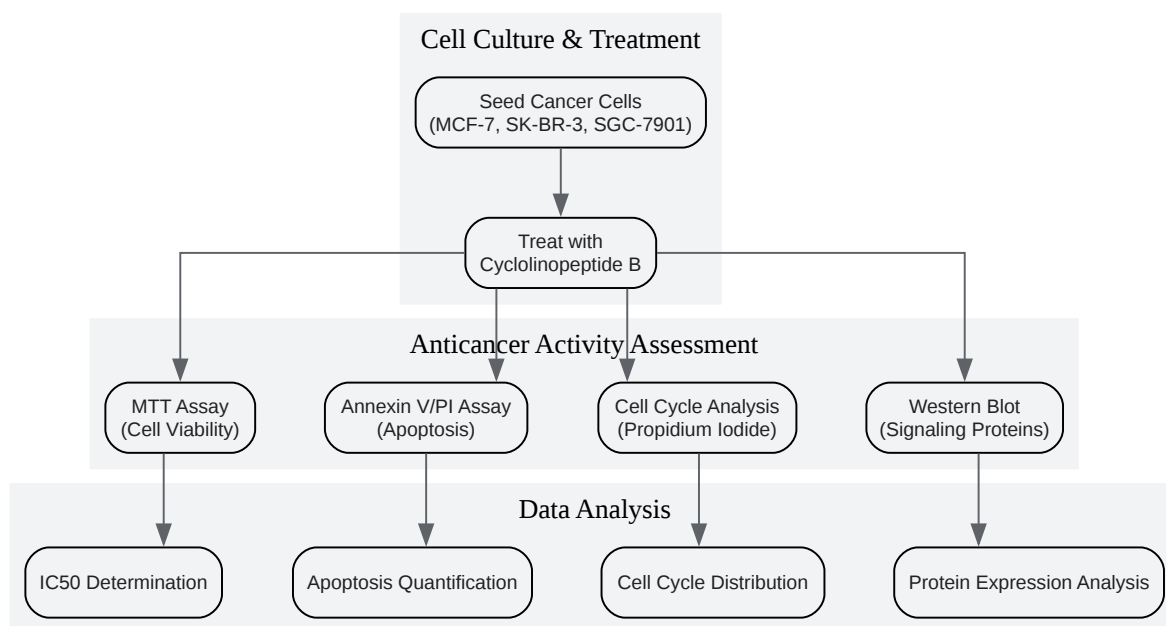 Cell Culture & Treatment
Seed Cancer Cells
(MCF-7, SK-BR-3, SGC-7901)
Treat with
Cyclolinopeptide B
Anticancer Activity Assessment
MTT Assay
(Cell Viability)
Annexin V/PI Assay
(Apoptosis)
Cell Cycle Analysis
(Propidium Iodide)
Western Blot
(Signaling Proteins)
Data Analysis
IC50 Determination
Apoptosis Quantification
Cell Cycle Distribution
Protein Expression Analysis